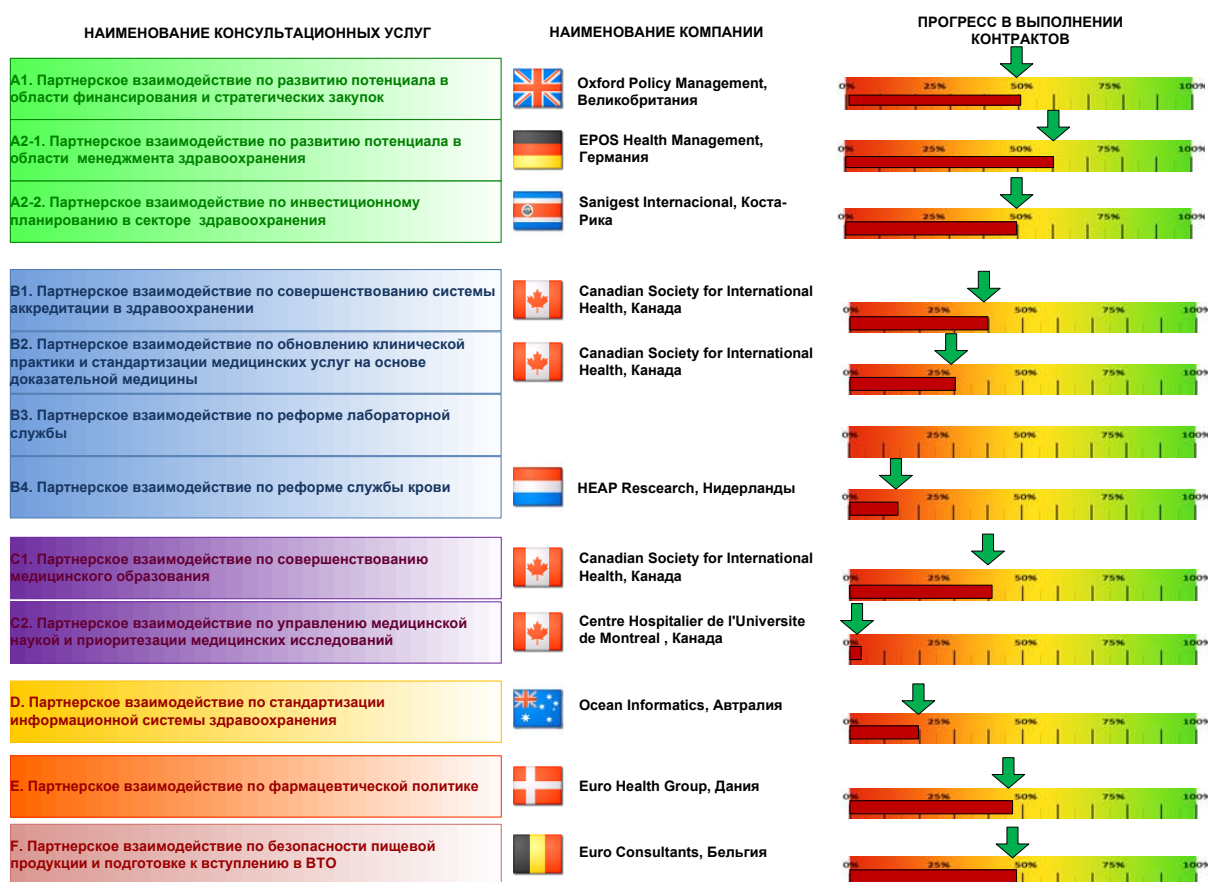 НАИМЕНОВАНИЕ КОНСУЛЬТАЦИОННЫХ УСЛУГ
НАИМЕНОВАНИЕ КОМПАНИИ
ПРОГРЕСС В ВЫПОЛНЕНИИ
КОНТРАКТОВ
A1. Партнерское взаимодействие по развитию потенциала в
области финансирования и стратегических закупок
Oxford Policy Management,
Великобритания
0% 25% 50% 75% 100%
A2-1. Партнерское взаимодействие по развитию потенциала в
области менеджмента здравоохранения
EPOS Health Management,
Германия
0% 25% 50% 75% 100%
A2-2. Партнерское взаимодействие по инвестиционному
планированию в секторе здравоохранения
Sanigest Internacional, Коста-
Рика
0% 25% 50% 75% 100%
B1. Партнерское взаимодействие по совершенствованию системы
аккредитации в здравоохранении
Canadian Society for International
Health, Канада
0% 25% 50% 75% 100%
B2. Партнерское взаимодействие по обновлению клинической
практики и стандартизации медицинских услуг на основе
доказательной медицины
Canadian Society for International
Health, Канада
0% 25% 50% 75% 100%
B3. Партнерское взаимодействие по реформе лабораторной
службы
0% 25% 50% 75% 100%
B4. Партнерское взаимодействие по реформе службы крови
HEAP Rescearch, Нидерланды
0% 25% 50% 75% 100%
C1. Партнерское взаимодействие по совершенствованию
медицинского образования
Canadian Society for International
Health, Канада
0% 25% 50% 75% 100%
C2. Партнерское взаимодействие по управлению медицинской
наукой и приоритезации медицинских исследований
Centre Hospitalier de l'Universite
de Montreal , Канада
0% 25% 50% 75% 100%
D. Партнерское взаимодействие по стандартизации
информационной системы здравоохранения
Ocean Informatics, Автралия
0% 25% 50% 75% 100%
E. Партнерское взаимодействие по фармацевтической политике
Euro Health Group, Дания
0% 25% 50% 75% 100%
F. Партнерское взаимодействие по безопасности пищевой
продукции и подготовке к вступлению в ВТО
Euro Consultants, Бельгия
0% 25% 50% 75% 100%